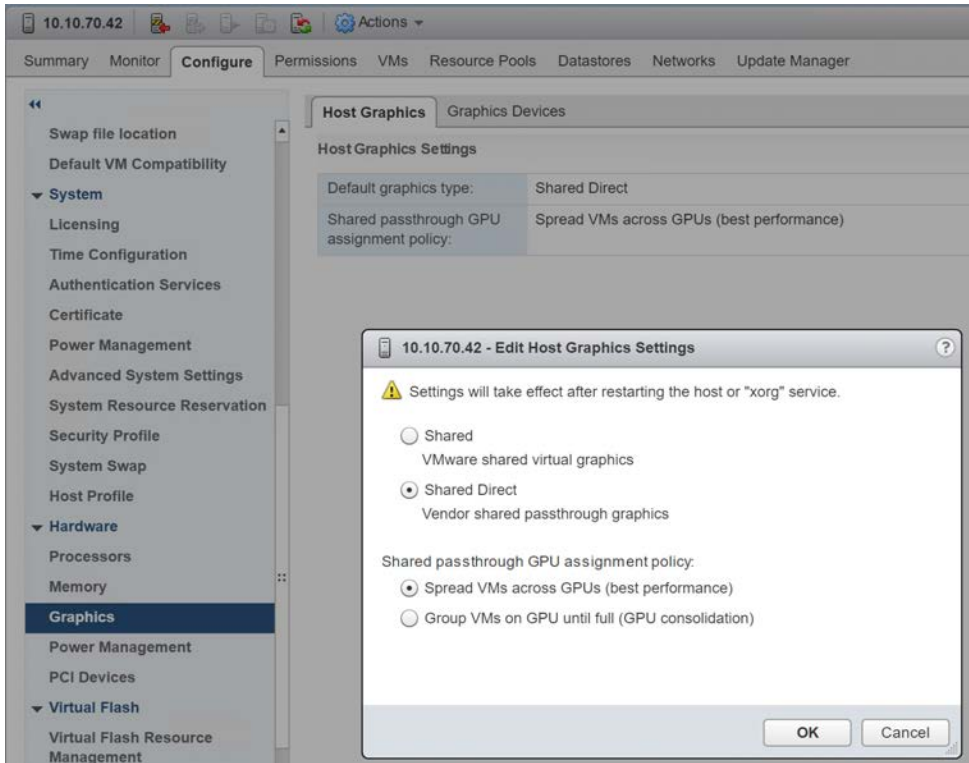 10.10.70.42 Actions
Summary Monitor Configure Permissions VMs Resource Pools Datastores Networks Update Manager
Swap file location
Default VM Compatibility
System
Licensing
Time Configuration
Authentication Services
Certificate
Power Management
Advanced System Settings
System Resource Reservation
Security Profile
System Swap
Host Profile
Hardware
Processors
Memory
Graphics
Power Management
PCI Devices
Virtual Flash
Virtual Flash Resource
Management
Host Graphics Graphics Devices
Host Graphics Settings
Default graphics type: Shared Direct
Shared passthrough GPU Spread VMs across GPUs (best performance)
assignment policy:
10.10.70.42 - Edit Host Graphics Settings ?
Settings will take effect after restarting the host or "xorg" service.
Shared
VMware shared virtual graphics
Shared Direct
Vendor shared passthrough graphics
Shared passthrough GPU assignment policy:
Spread VMs across GPUs (best performance)
Group VMs on GPU until full (GPU consolidation)
OK Cancel